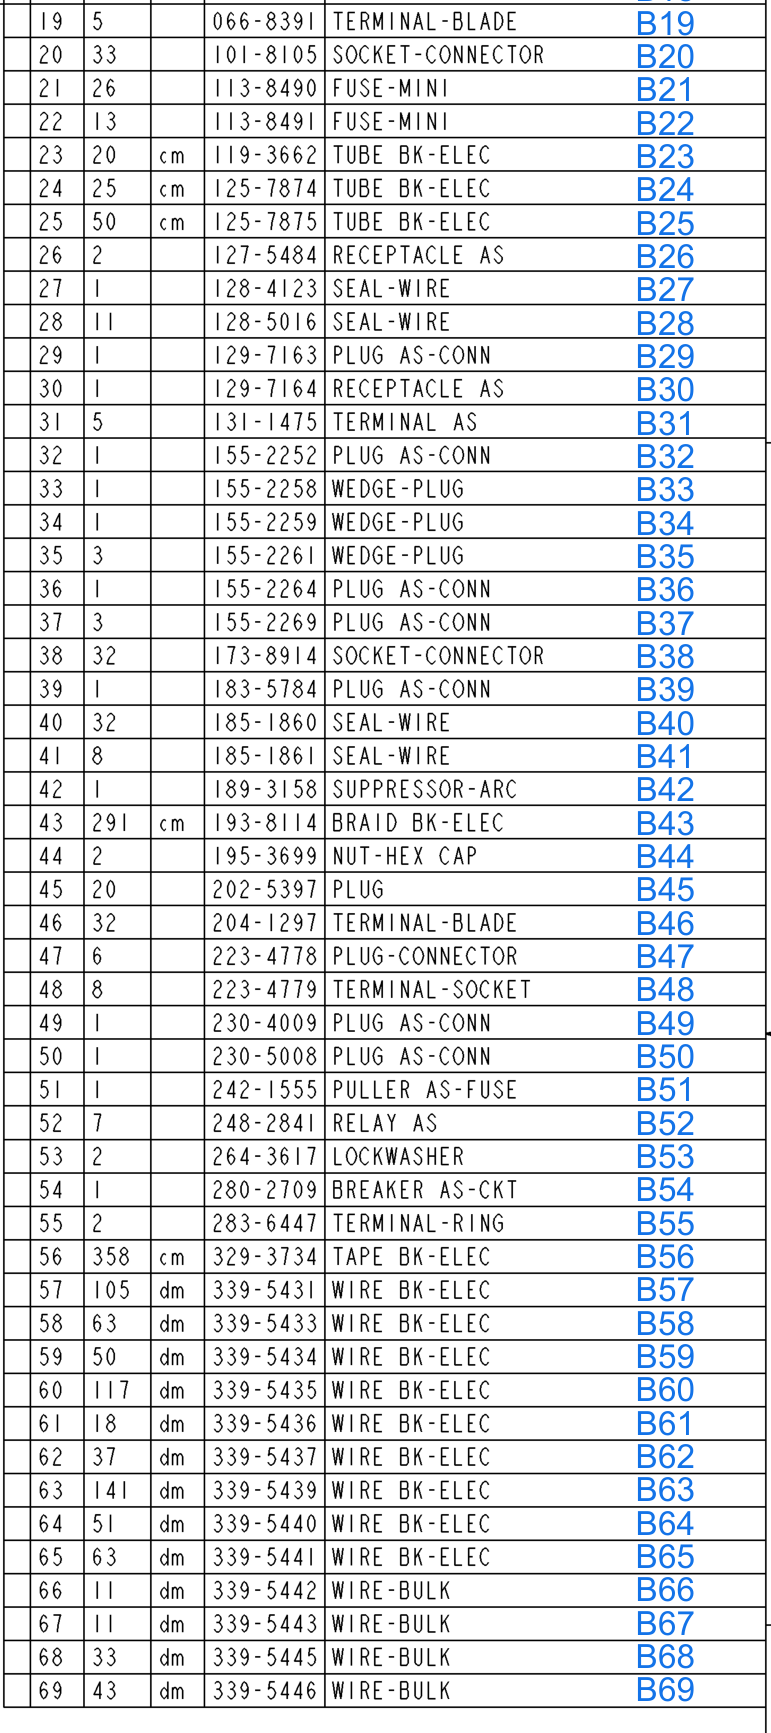 19 5 066-8391 TERMINAL-BLADE B19
20 33 101-8105 SOCKET-CONNECTOR B20
21 26 113-8490 FUSE-MINI B21
22 13 113-8491 FUSE-MINI B22
23 20 cm 119-3662 TUBE BK-ELEC B23
24 25 cm 125-7874 TUBE BK-ELEC B24
25 50 cm 125-7875 TUBE BK-ELEC B25
26 2 127-5484 RECEPTACLE AS B26
27 1 128-4123 SEAL-WIRE B27
28 11 128-5016 SEAL-WIRE B28
29 1 129-7163 PLUG AS-CONN B29
30 1 129-7164 RECEPTACLE AS B30
31 5 131-1475 TERMINAL AS B31
32 1 155-2252 PLUG AS-CONN B32
33 1 155-2258 WEDGE-PLUG B33
34 1 155-2259 WEDGE-PLUG B34
35 3 155-2261 WEDGE-PLUG B35
36 1 155-2264 PLUG AS-CONN B36
37 3 155-2269 PLUG AS-CONN B37
38 32 173-8914 SOCKET-CONNECTOR B38
39 1 183-5784 PLUG AS-CONN B39
40 32 185-1860 SEAL-WIRE B40
41 8 185-1861 SEAL-WIRE B41
42 1 189-3158 SUPPRESSOR-ARC B42
43 291 cm 193-8114 BRAID BK-ELEC B43
44 2 195-3699 NUT-HEX CAP B44
45 20 202-5397 PLUG B45
46 32 204-1297 TERMINAL-BLADE B46
47 6 223-4778 PLUG-CONNECTOR B47
48 8 223-4779 TERMINAL-SOCKET B48
49 1 230-4009 PLUG AS-CONN B49
50 1 230-5008 PLUG AS-CONN B50
51 1 242-1555 PULLER AS-FUSE B51
52 7 248-2841 RELAY AS B52
53 2 264-3617 LOCKWASHER B53
54 1 280-2709 BREAKER AS-CKT B54
55 2 283-6447 TERMINAL-RING B55
56 358 cm 329-3734 TAPE BK-ELEC B56
57 105 dm 339-5431 WIRE BK-ELEC B57
58 63 dm 339-5433 WIRE BK-ELEC B58
59 50 dm 339-5434 WIRE BK-ELEC B59
60 117 dm 339-5435 WIRE BK-ELEC B60
61 18 dm 339-5436 WIRE BK-ELEC B61
62 37 dm 339-5437 WIRE BK-ELEC B62
63 141 dm 339-5439 WIRE BK-ELEC B63
64 51 dm 339-5440 WIRE BK-ELEC B64
65 63 dm 339-5441 WIRE BK-ELEC B65
66 11 dm 339-5442 WIRE-BULK B66
67 11 dm 339-5443 WIRE-BULK B67
68 33 dm 339-5445 WIRE-BULK B68
69 43 dm 339-5446 WIRE-BULK B69